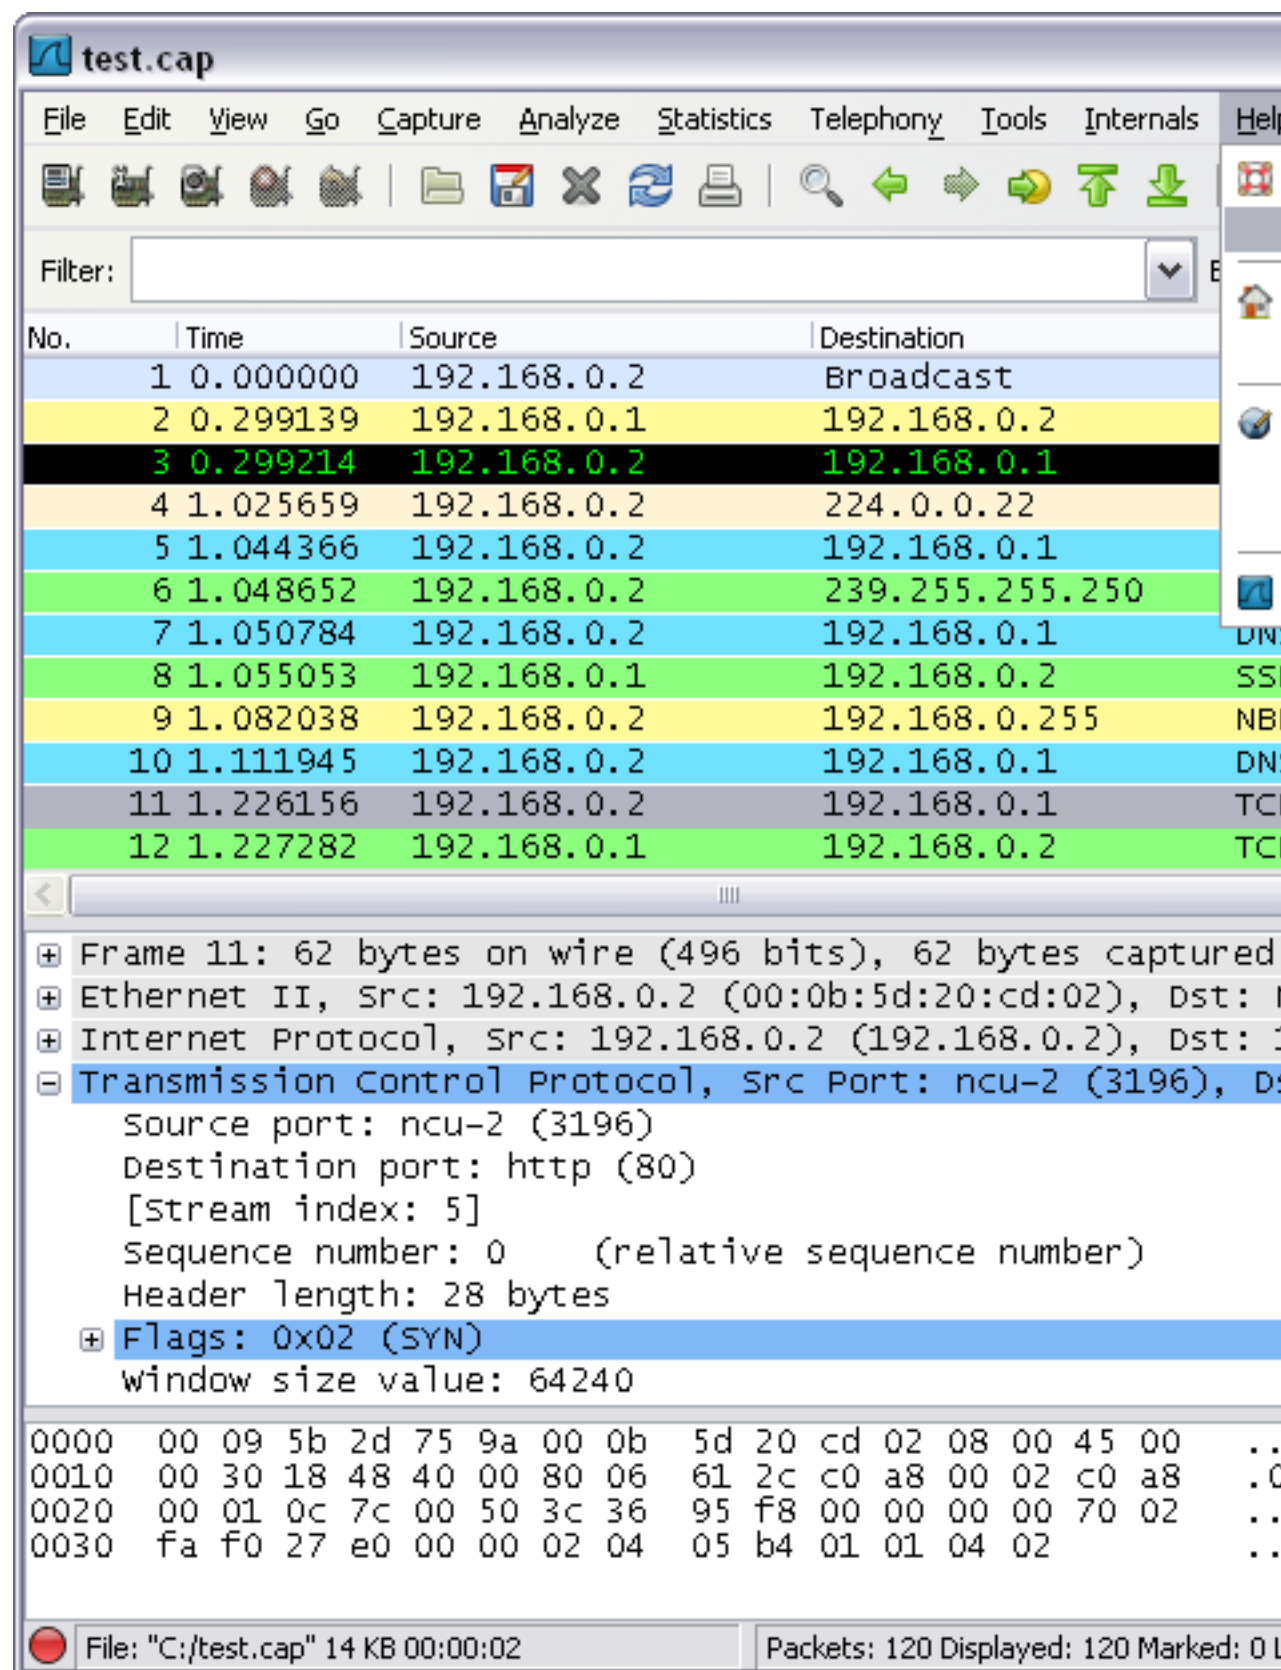 test.cap
File Edit View Go Capture Analyze Statistics Telephony Tools Internals Help
Filter:
No. Time Source Destination
1 0.000000 192.168.0.2 Broadcast
2 0.299139 192.168.0.1 192.168.0.2
3 0.299214 192.168.0.2 192.168.0.1
4 1.025659 192.168.0.2 224.0.0.22
5 1.044366 192.168.0.2 192.168.0.1
6 1.048652 192.168.0.2 239.255.255.250
7 1.050784 192.168.0.2 192.168.0.1
8 1.055053 192.168.0.1 192.168.0.2
9 1.082038 192.168.0.2 192.168.0.255
10 1.111945 192.168.0.2 192.168.0.1
11 1.226156 192.168.0.2 192.168.0.1
12 1.227282 192.168.0.1 192.168.0.2
Frame 11: 62 bytes on wire (496 bits), 62 bytes captured
Ethernet II, Src: 192.168.0.2 (00:0b:5d:20:cd:02), Dst:
Internet Protocol, Src: 192.168.0.2 (192.168.0.2), Dst:
Transmission Control Protocol, Src Port: ncu-2 (3196),
Source port: ncu-2 (3196)
Destination port: http (80)
[Stream index: 5]
Sequence number: 0 (relative sequence number)
Header length: 28 bytes
Flags: 0x02 (SYN)
Window size value: 64240
0000 00 09 5b 2d 75 9a 00 0b 5d 20 cd 02 08 00 45 00 ..
0010 00 30 18 48 40 00 80 06 61 2c c0 a8 00 02 c0 a8 .0
0020 00 01 0c 7c 00 50 3c 36 95 f8 00 00 00 00 70 02 ..
0030 fa f0 27 e0 00 00 02 04 05 b4 01 01 04 02 ..
File: "C:/test.cap" 14 KB 00:00:02 Packets: 120 Displayed: 120 Marked: 0